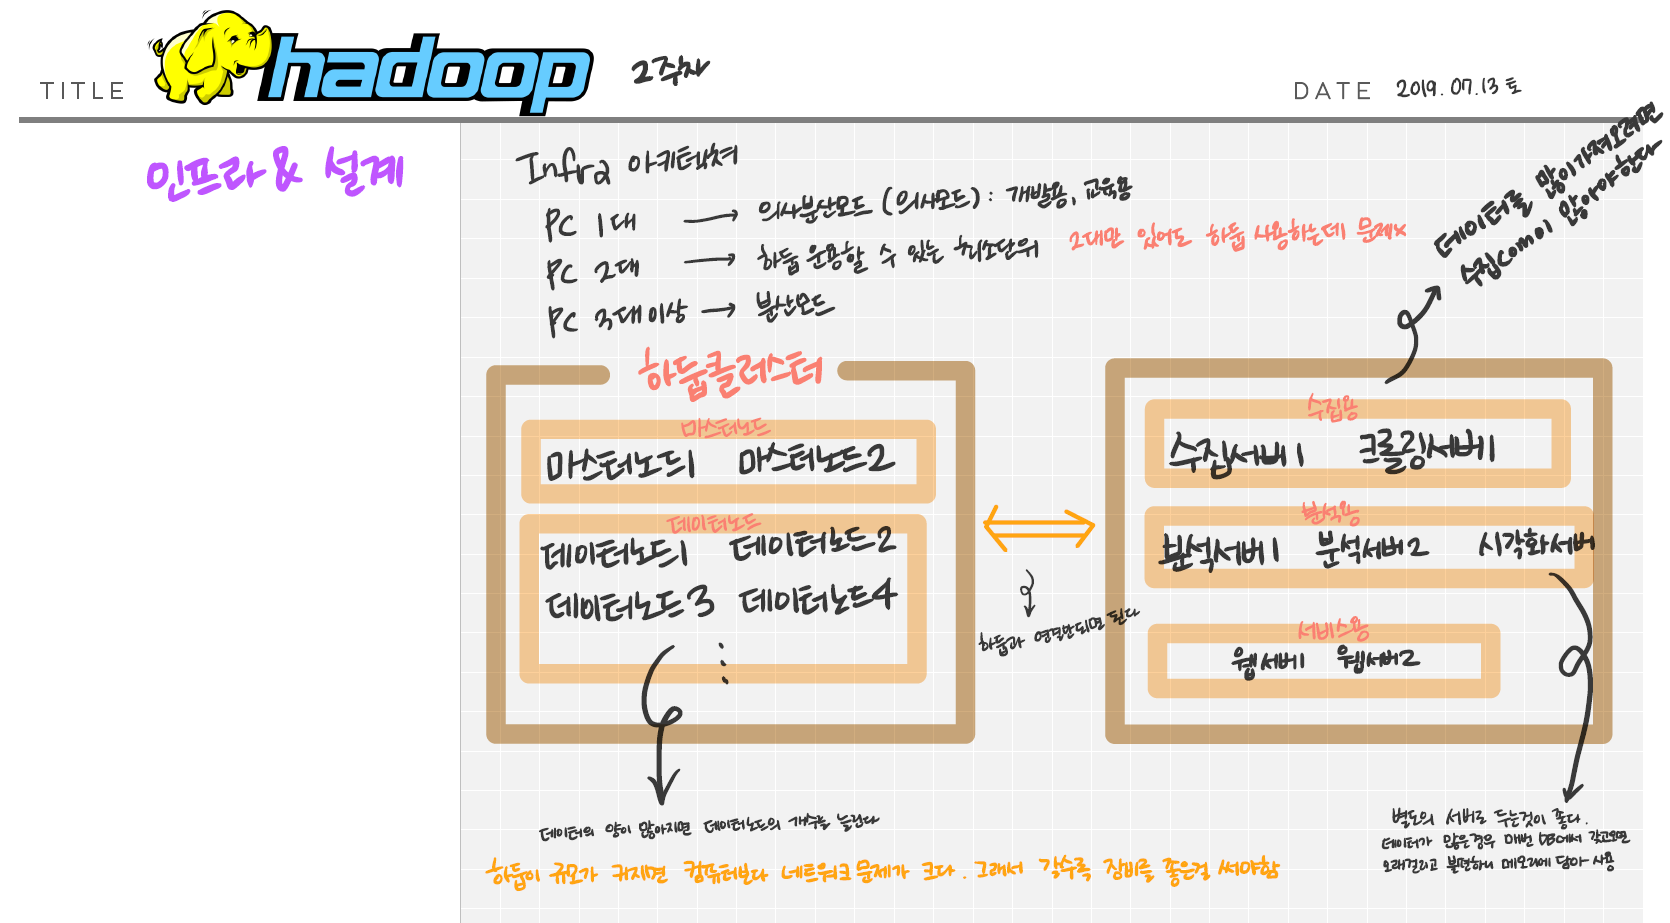 TITLE
hadoop
2주차
DATE
2019.07.13 토
인프라 & 설계
Infra 아키텍쳐
PC 1대 → 의사분산모드 (의사모드) : 개발용, 교육용
PC 2대 → 하둡 운용할 수 있는 최소단위 2대만 있어도 하둡 사용하는데 문제x
PC 3대이상 → 분산모드
데이터를 많이가져오려면
수집com이 많아야한다
하둡클러스터
마스터노드
마스터노드1 마스터노드2
데이터노드
데이터노드1 데이터노드2
데이터노드3 데이터노드4
하둡과 연결만되면 된다
수집용
수집서버1 크롤링서버1
분석용
분석서버1 분석서버2 시각화서버
서비스용
웹서버1 웹서버2
데이터의 양이 많아지면 데이터노드의 개수를 늘린다
하둡이 규모가 커지면 컴퓨터보다 네트워크 문제가 크다. 그래서 갈수록 장비를 좋은걸 써야함
별도의 서버로 두는것이 좋다.
데이터가 많은경우 매번 DB에서 갖고오면
오래걸리고 불편하니 메모리에 담아 사용